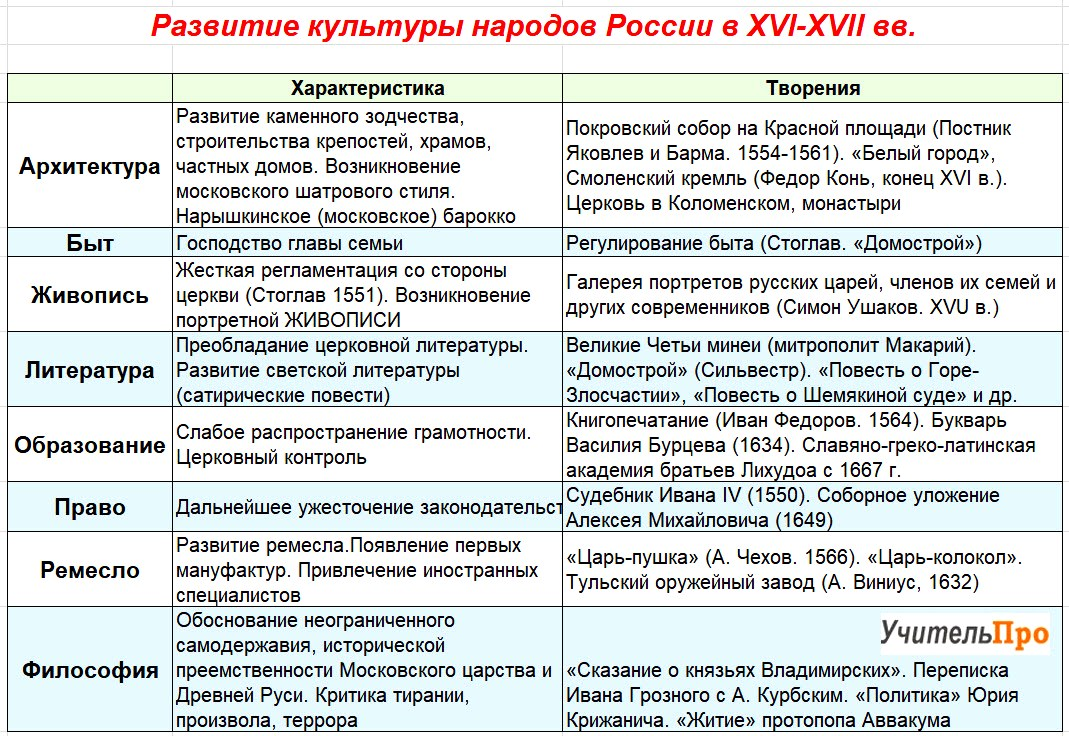 Развитие культуры народов России в XVI-XVII вв.
Характеристика
Творения
Архитектура
Развитие каменного зодчества,
строительства крепостей, храмов,
частных домов. Возникновение
московского шатрового стиля.
Нарышкинское (московское) барокко
Покровский собор на Красной площади (Постник
Яковлев и Барма. 1554-1561). «Белый город»,
Смоленский кремль (Федор Конь, конец XVI в.).
Церковь в Коломенском, монастыри
Быт
Господство главы семьи
Регулирование быта (Стоглав. «Домострой»)
Живопись
Жесткая регламентация со стороны
церкви (Стоглав 1551). Возникновение
портретной ЖИВОПИСИ
Галерея портретов русских царей, членов их семей и
других современников (Симон Ушаков. XVU в.)
Литература
Преобладание церковной литературы.
Развитие светской литературы
(сатирические повести)
Великие Четьи минеи (митрополит Макарий).
«Домострой» (Сильвестр). «Повесть о Горе-
Злосчастии», «Повесть о Шемякиной суде» и др.
Образование
Слабое распространение грамотности.
Церковный контроль
Книгопечатание (Иван Федоров. 1564). Букварь
Василия Бурцева (1634). Славяно-греко-латинская
академия братьев Лихудоа с 1667 г.
Право
Дальнейшее ужесточение законодательст
Судебник Ивана IV (1550). Соборное уложение
Алексея Михайловича (1649)
Ремесло
Развитие ремесла.Появление первых
мануфактур. Привлечение иностранных
специалистов
«Царь-пушка» (А. Чехов. 1566). «Царь-колокол».
Тульский оружейный завод (А. Виниус, 1632)
Философия
Обоснование неограниченного
самодержавия, исторической
преемственности Московского царства и
Древней Руси. Критика тирании,
произвола, террора
УчительПро
«Сказание о князьях Владимирских». Переписка
Ивана Грозного с А. Курбским. «Политика» Юрия
Крижанича. «Житие» протопопа Аввакума